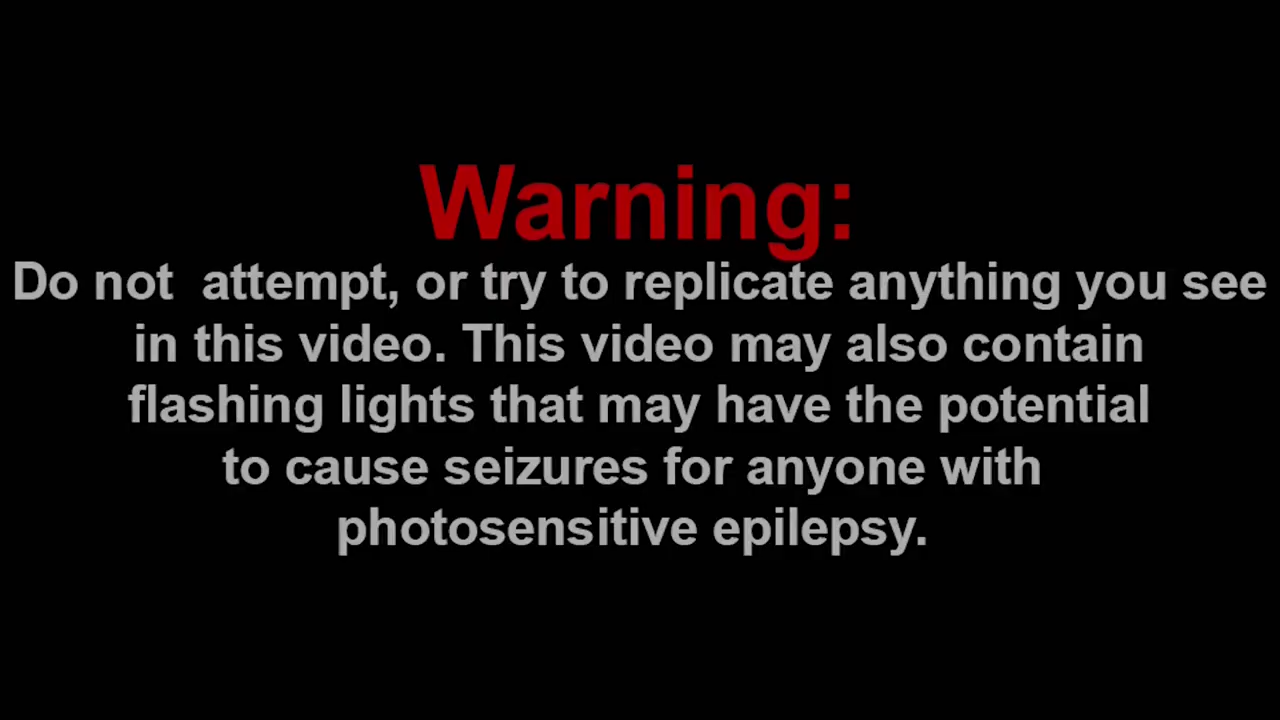 Warning:
Do not  attempt, or try to replicate anything you see
in this video. This video may also contain
flashing lights that may have the potential
to cause seizures for anyone with
photosensitive epilepsy.